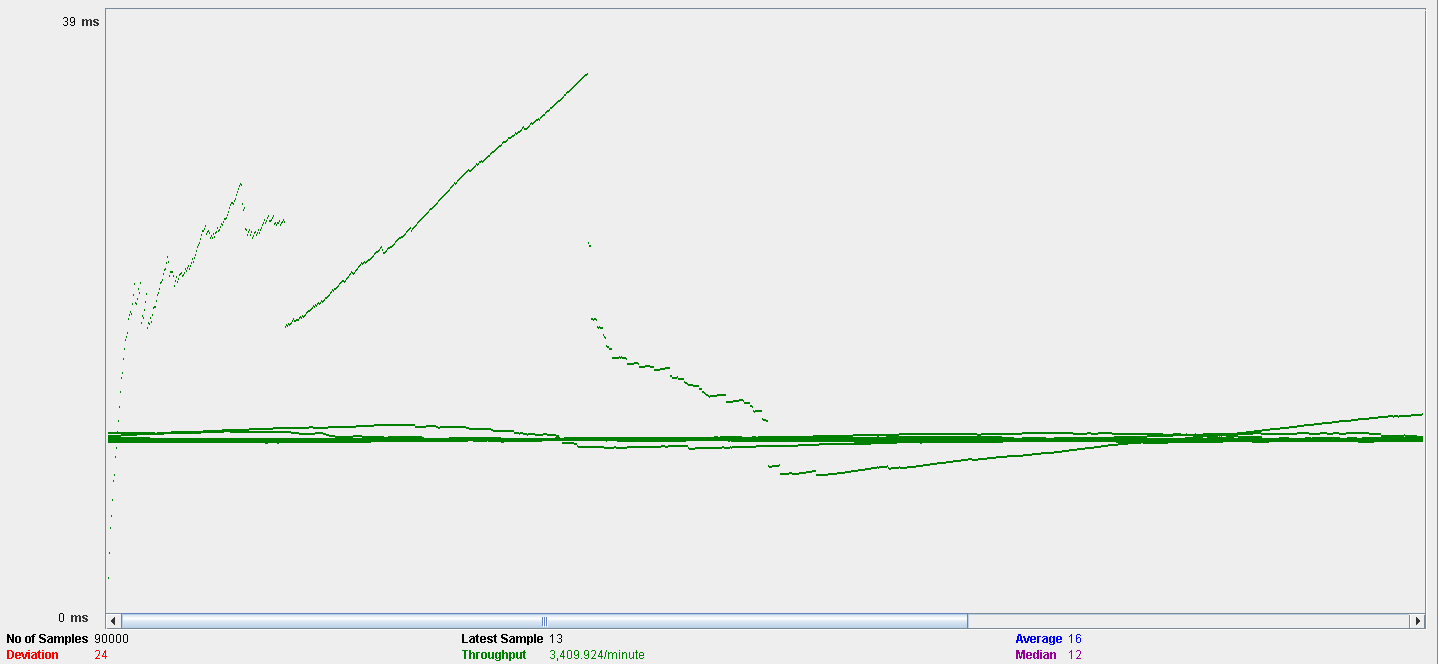 39 ms
0 ms
No of Samples 90000 Latest Sample 13 Average 16
Deviation 24 Throughput 3,409.924/minute Median 12